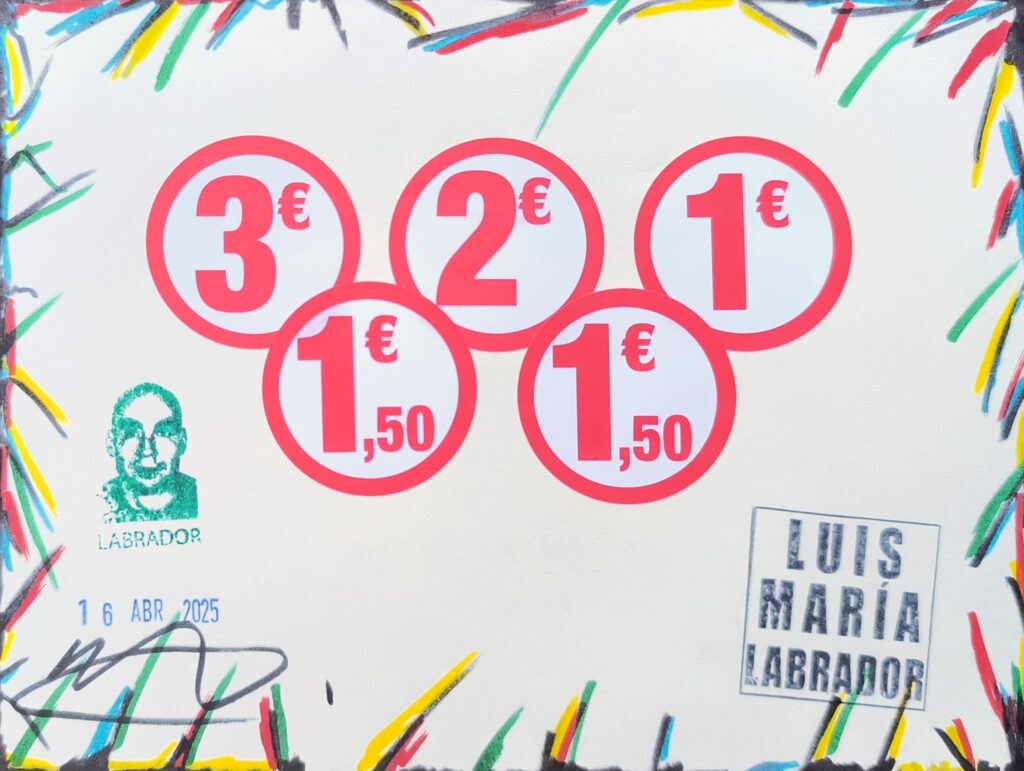 3€
2€
1€
1€,50
1€,50
LABRADOR
16 ABR 2025
LUIS
MARÍA
LABRADOR